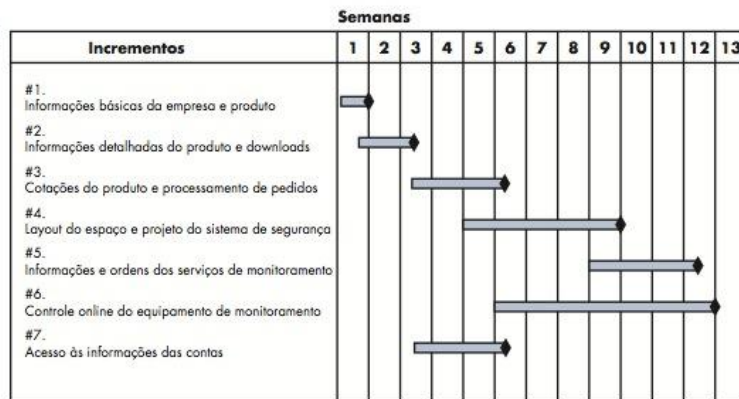 Semanas
Incrementos 1 2 3 4 5 6 7 8 9 10 11 12 13
#1.
Informações básicas da empresa e produto
#2.
Informações detalhadas do produto e downloads
#3.
Cotações do produto e processamento de pedidos
#4.
Layout do espaço e projeto do sistema de segurança
#5.
Informações e ordens dos serviços de monitoramento
#6.
Controle online do equipamento de monitoramento
#7.
Acesso às informações das contas